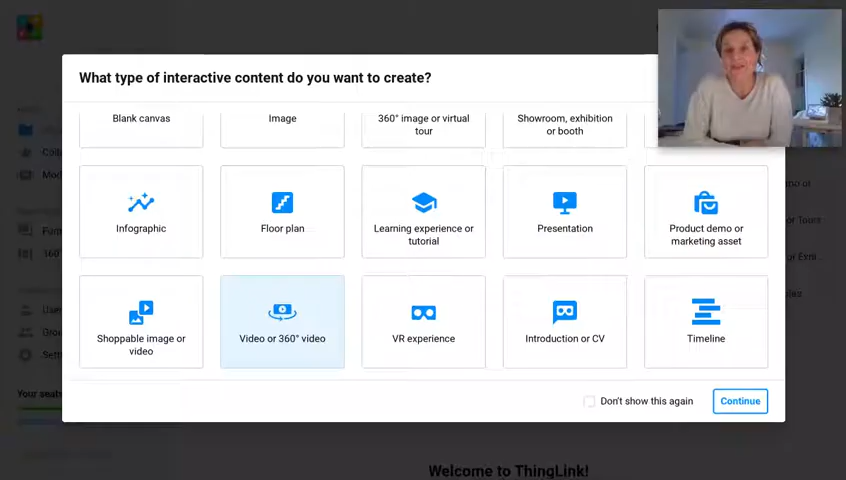 What type of interactive content do you want to create?
Blank canvas
Image
360° image or virtual
tour
Showroom, exhibition
or booth
Infographic
Floor plan
Learning experience or
tutorial
Presentation
Product demo or
marketing asset
Shoppable image or
video
Video or 360° video
VR experience
Introduction or CV
Timeline
Don't show this again
Continue
Your seats
Welcome to ThingLink!